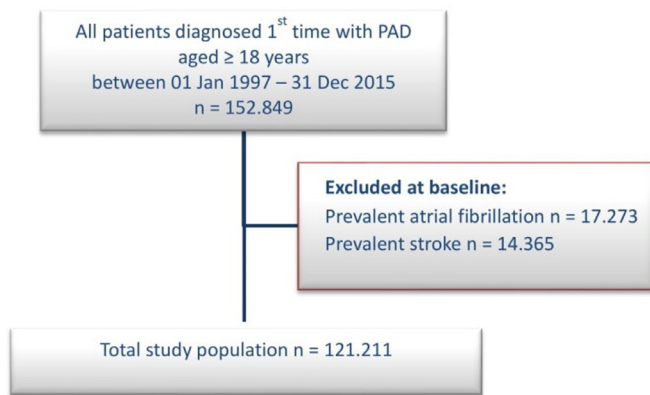 All patients diagnosed 1st time with PAD
aged ≥ 18 years
between 01 Jan 1997 – 31 Dec 2015
n = 152.849
Excluded at baseline:
Prevalent atrial fibrillation n = 17.273
Prevalent stroke n = 14.365
Total study population n = 121.211